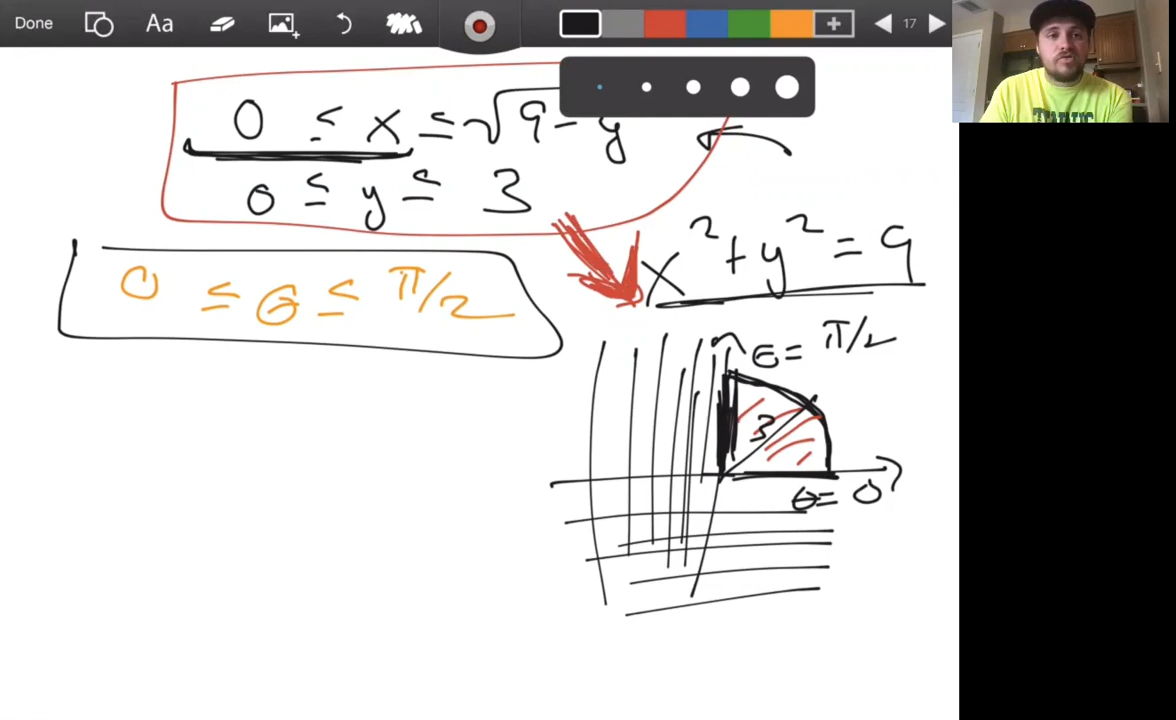 Done Aa 17
0 ≤ x ≤ √9 - y
0 ≤ y ≤ 3
x² + y² = 9
0 ≤ θ ≤ π/2
θ = π/2
3
θ = 0